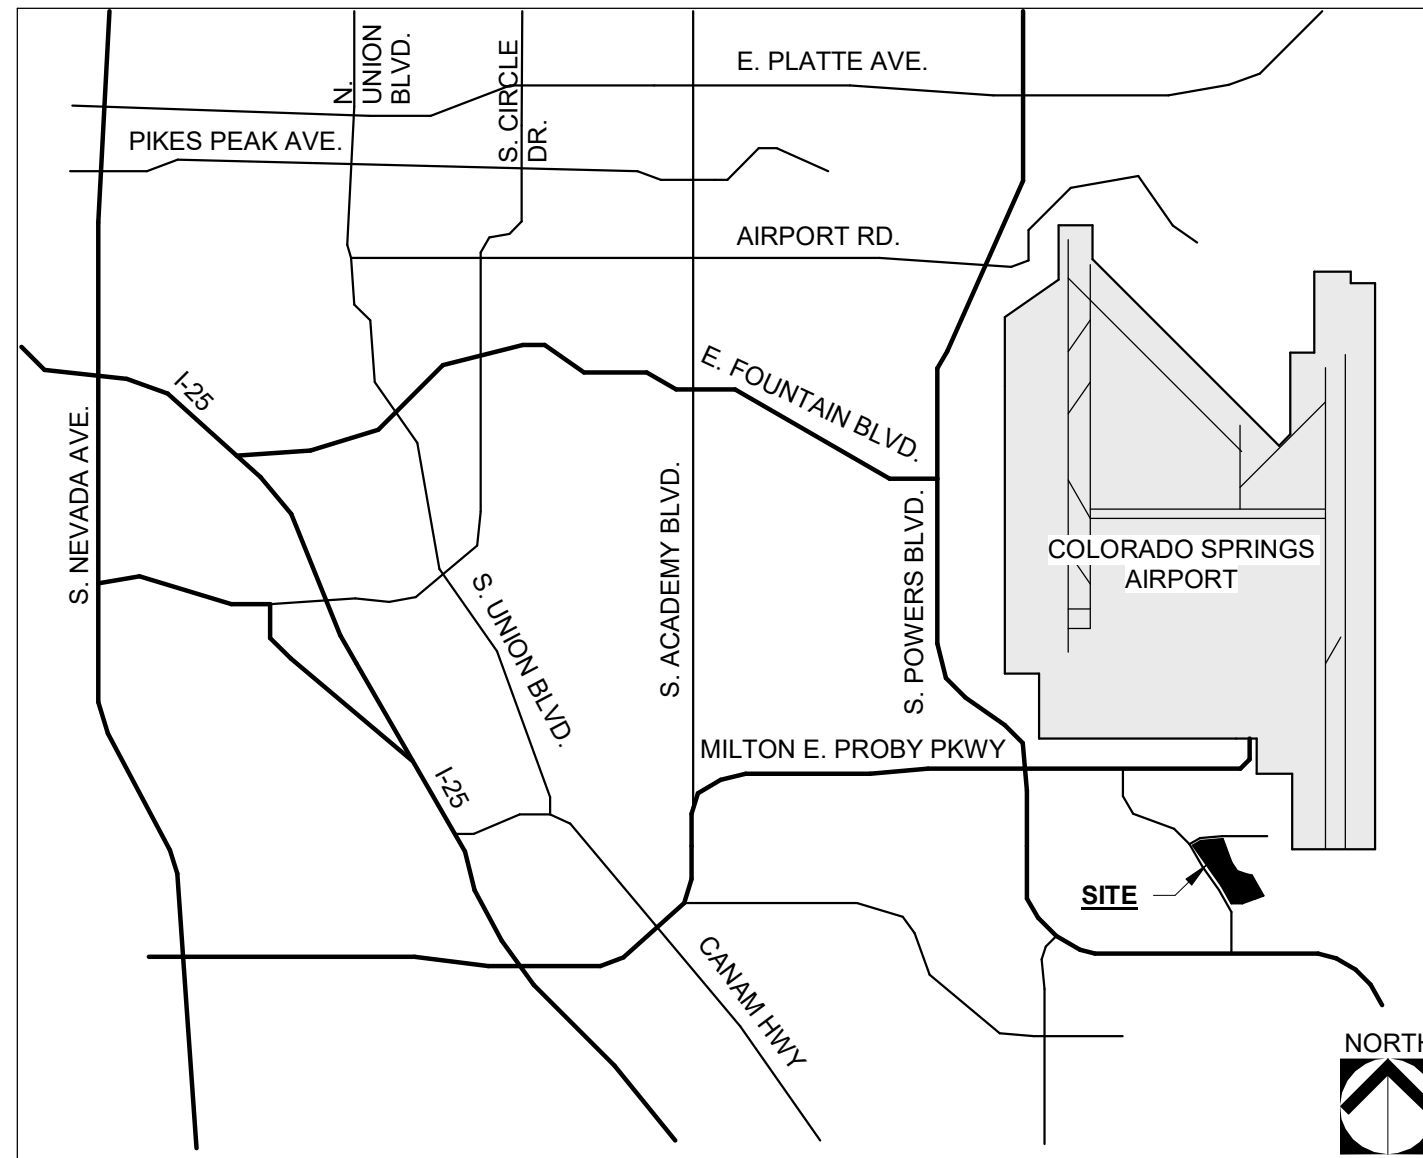 N.
UNION
BLVD.
S. CIRCLE
DR.
E. PLATTE AVE.
PIKES PEAK AVE.
AIRPORT RD.
I-25
E. FOUNTAIN BLVD.
S. NEVADA AVE.
S. ACADEMY BLVD.
S. POWERS BLVD.
COLORADO SPRINGS
AIRPORT
S. UNION BLVD.
MILTON E. PROBY PKWY
I-25
SITE
CANAM HWY
NORTH